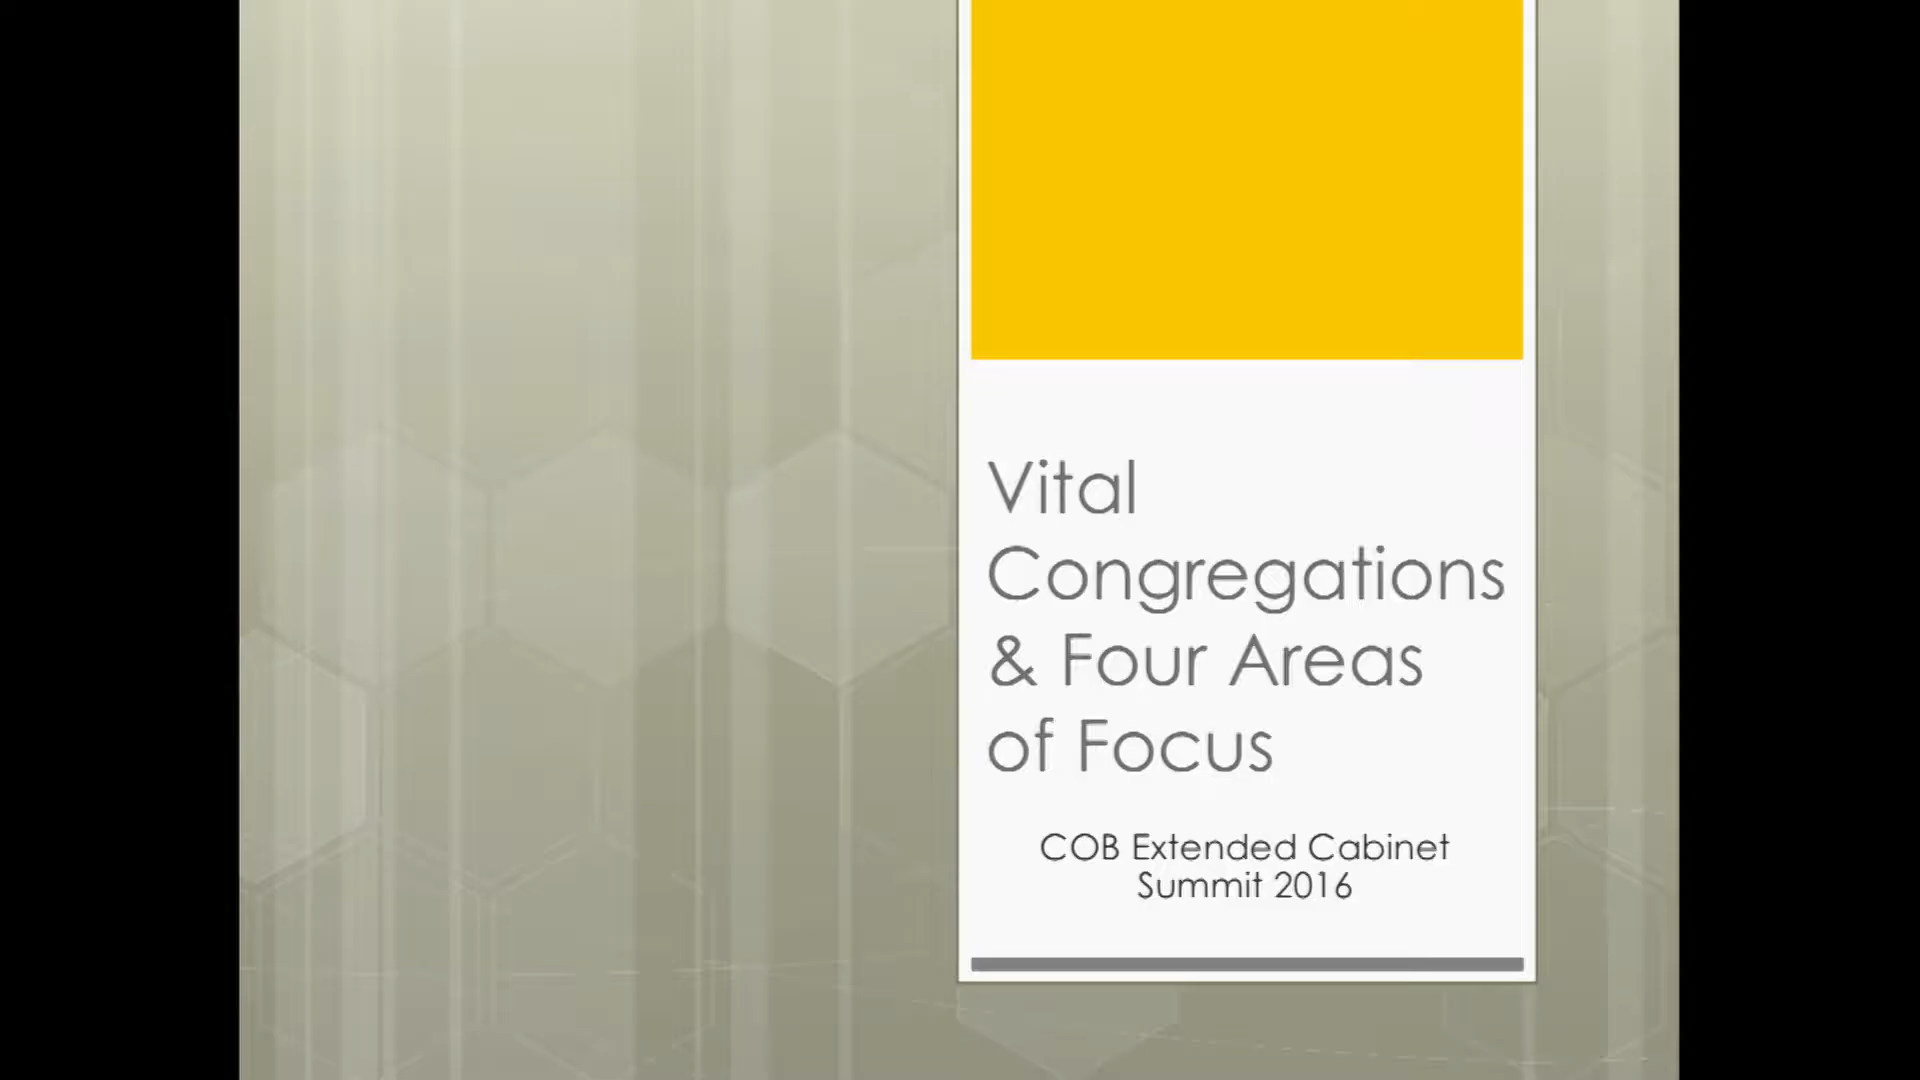 Vital
Congregations
& Four Areas
of Focus
COB Extended Cabinet
Summit 2016